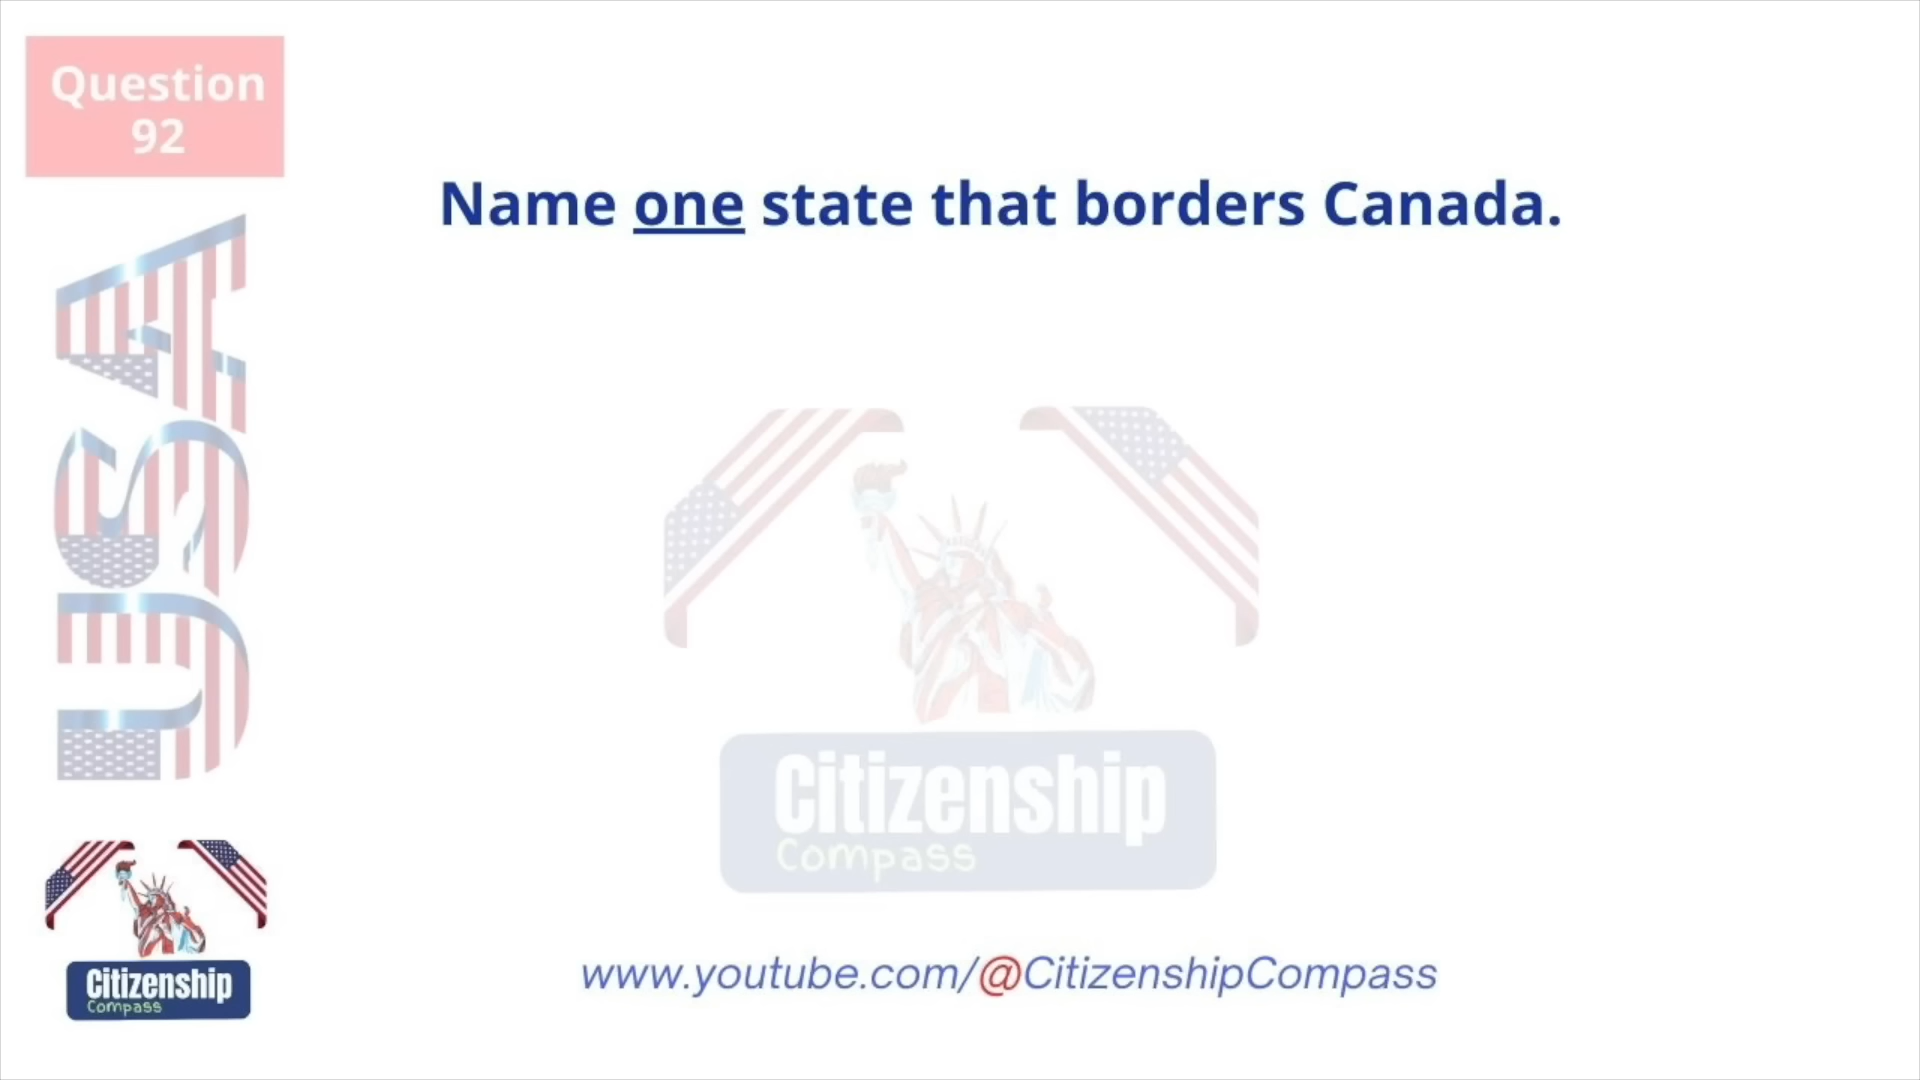 Question
92
Name one state that borders Canada.
USA
Citizenship
Compass
Citizenship
Compass
www.youtube.com/@CitizenshipCompass